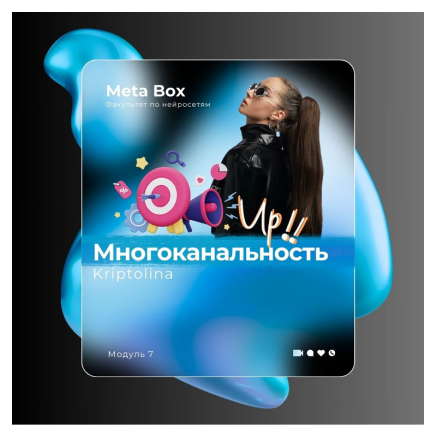 Meta Box
Факультет по нейросетям
Up!!
Многоканальность
Kriptolina
Модуль 7